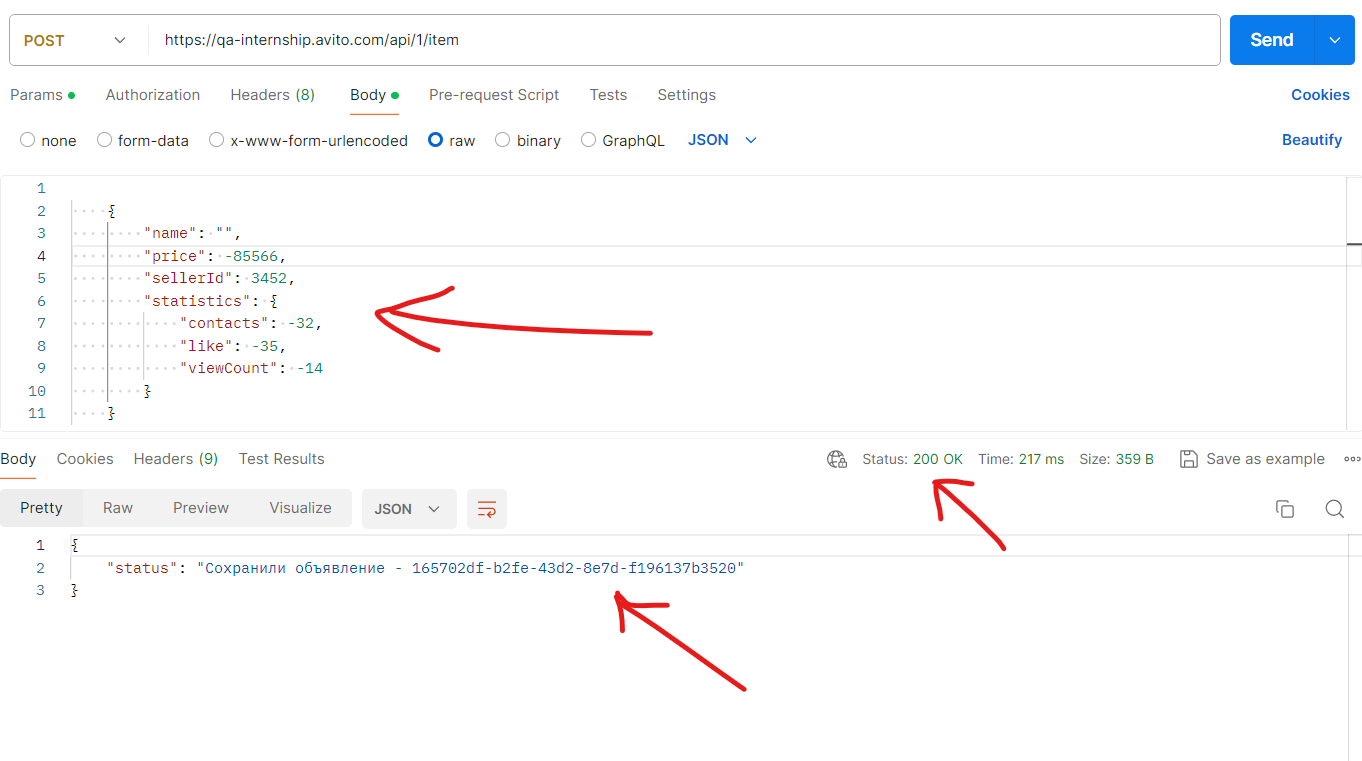 POST https://qa-internship.avito.com/api/1/item Send
Params Authorization Headers (8) Body Pre-request Script Tests Settings Cookies
none form-data x-www-form-urlencoded raw binary GraphQL JSON Beautify
1
2 {
3 "name": "",
4 "price": -85566,
5 "sellerId": 3452,
6 "statistics": {
7 "contacts": -32,
8 "like": -35,
9 "viewCount": -14
10 }
11 }
Body Cookies Headers (9) Test Results Status: 200 OK Time: 217 ms Size: 359 B Save as example
Pretty Raw Preview Visualize JSON
1 {
2 "status": "Сохранили объявление - 165702df-b2fe-43d2-8e7d-f196137b3520"
3 }